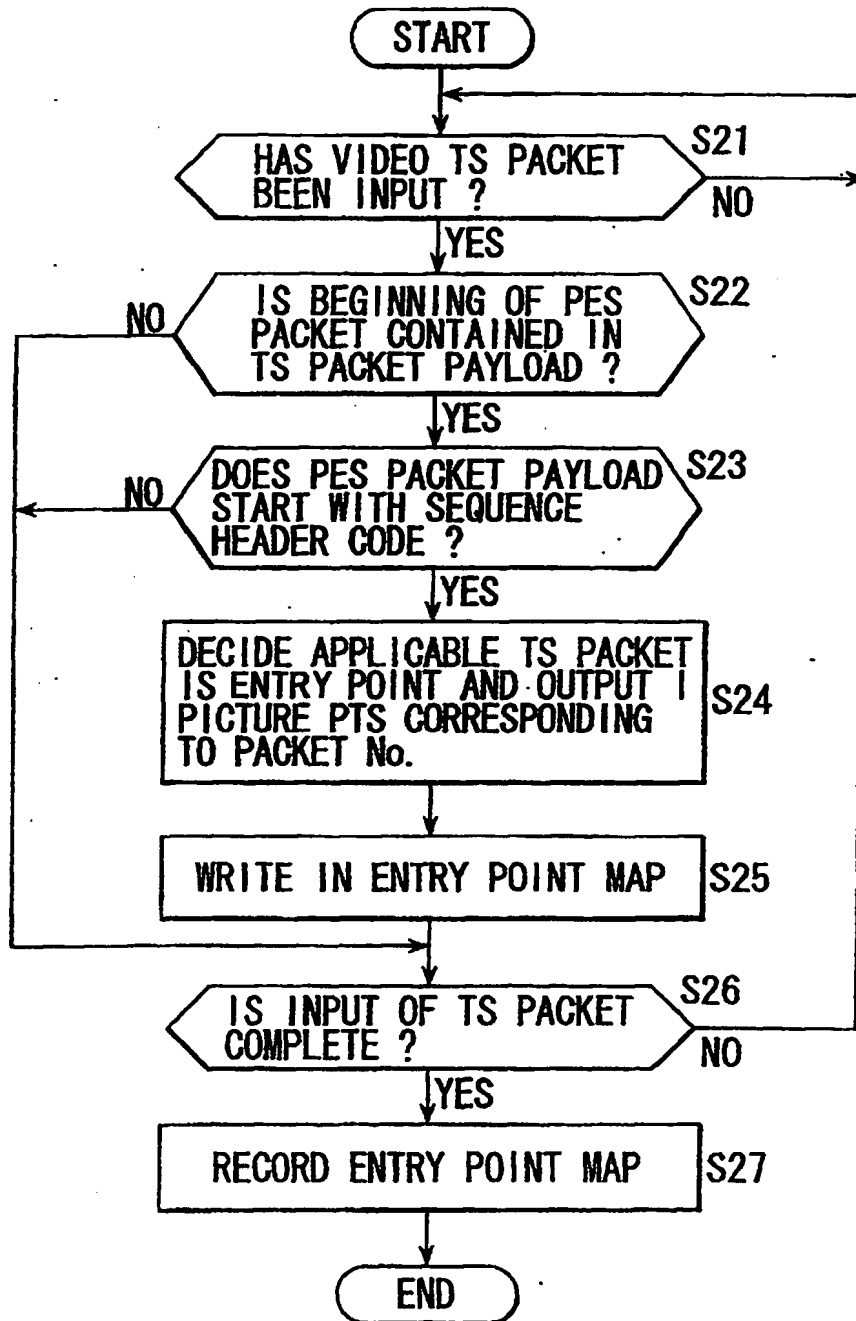 START
HAS VIDEO TS PACKET
BEEN INPUT ?
S21
NO
YES
IS BEGINNING OF PES
PACKET CONTAINED IN
TS PACKET PAYLOAD ?
S22
NO
YES
DOES PES PACKET PAYLOAD
START WITH SEQUENCE
HEADER CODE ?
S23
NO
YES
DECIDE APPLICABLE TS PACKET
IS ENTRY POINT AND OUTPUT I
PICTURE PTS CORRESPONDING
TO PACKET No.
S24
WRITE IN ENTRY POINT MAP
S25
IS INPUT OF TS PACKET
COMPLETE ?
S26
NO
YES
RECORD ENTRY POINT MAP
S27
END